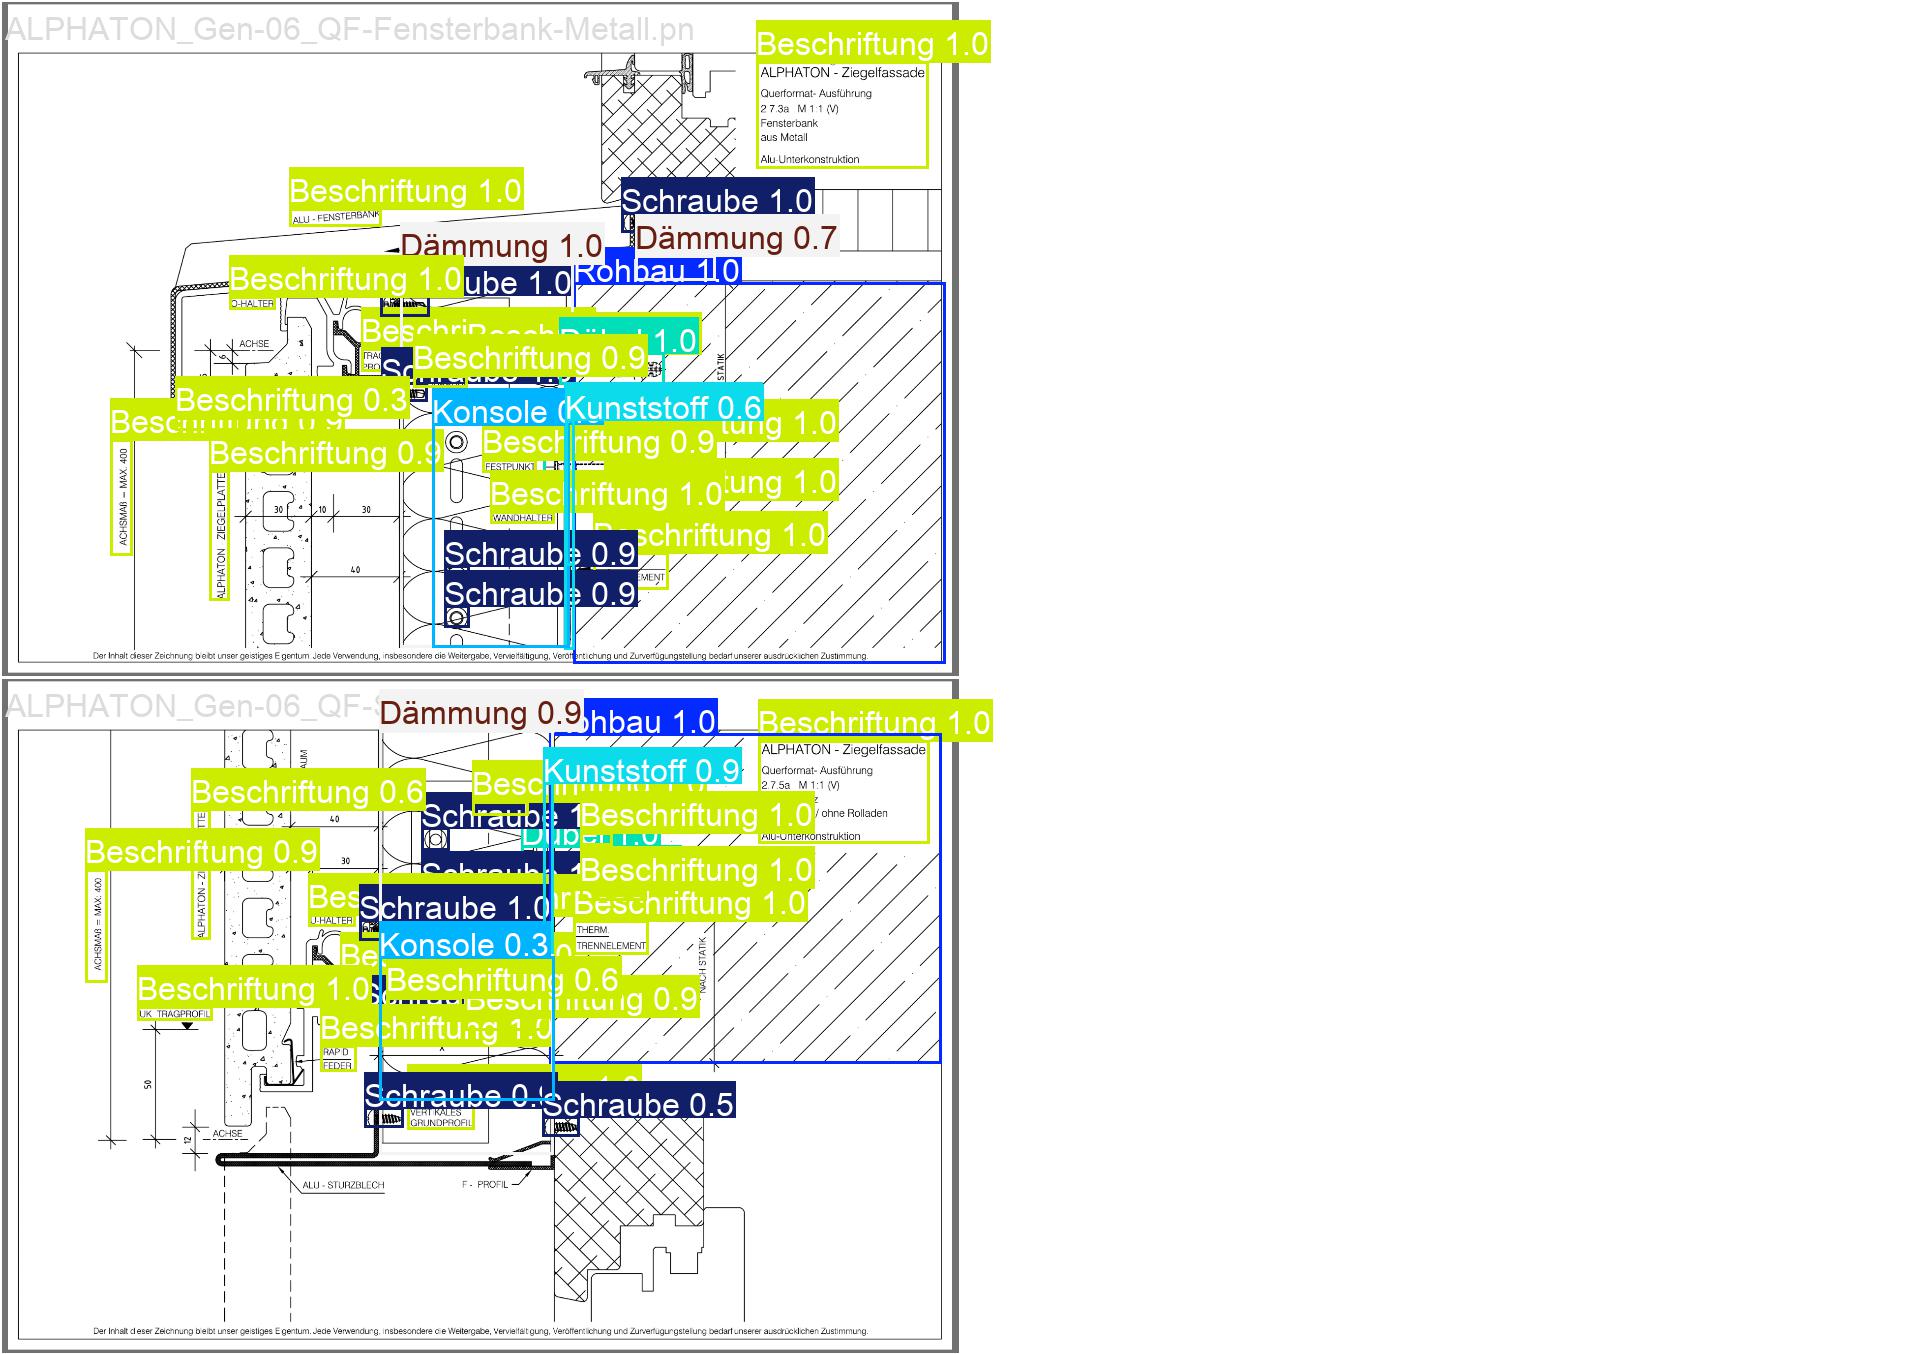 ALPHATON_Gen-06_QF-Fensterbank-Metall.pn
Beschriftung 1.0
ALPHATON - Ziegelfassade
Querformat- Ausführung
2.7.3a M 1:1 (V)
Fensterbank
aus Metall
Alu-Unterkonstruktion
Beschriftung 1.0
ALU - FENSTERBANK
Schraube 1.0
Dämmung 1.0
Dämmung 0.7
Beschriftung 1.0
ube 1.0
Rohbau 1.0
O-HALTER
ACHSE
6
1.0
Beschriftung 0.9
STATIK
Beschriftung 0.3
Konsole
Kunststoff 0.6
tung 1.0
Beschriftung 0.9
Beschriftung 0.9
FESTPUNKT
ACHSMAß = MAX. 400
ALPHATON ZIEGELPLATTE
Beschriftung 1.0
tung 1.0
WANDHALTER
30
10
30
Beschriftung 1.0
Schraube 0.9
40
EMENT
Schraube 0.9
Der Inhalt dieser Zeichnung bleibt unser geistiges Eigentum. Jede Verwendung, insbesondere die Weitergabe, Vervielfältigung, Veröffentlichung und Zurverfügungstellung bedarf unserer ausdrücklichen Zustimmung.
ALPHATON_Gen-06_QF-S
Dämmung 0.9
ohbau 1.0
Beschriftung 1.0
ALPHATON - Ziegelfassade
Querformat- Ausführung
2.7.5a M 1:1 (V)
/ ohne Rolladen
Alu-Unterkonstruktion
Kunststoff 0.9
Beschriftung 0.6
Beschriftung 1.0
Schraube 1
40
Dübel 1.0
Beschriftung 0.9
30
Beschriftung 1.0
Schraube 1.0
Beschriftung 1.0
U-HALTER
THERM.
TRENNELEMENT
Konsole 0.3
ACHSMAß = MAX. 400
NACH STATIK
Beschriftung 1.0
Beschriftung 0.6
Beschriftung 0.9
UK TRAGPROFIL
Beschriftung 1.0
RAPID
FEDER
50
Schraube 0.9
Schraube 0.5
VERTIKALES
GRUNDPROFIL
12
ACHSE
ALU - STURZBLECH
F - PROFIL
Der Inhalt dieser Zeichnung bleibt unser geistiges Eigentum. Jede Verwendung, insbesondere die Weitergabe, Vervielfältigung, Veröffentlichung und Zurverfügungstellung bedarf unserer ausdrücklichen Zustimmung.